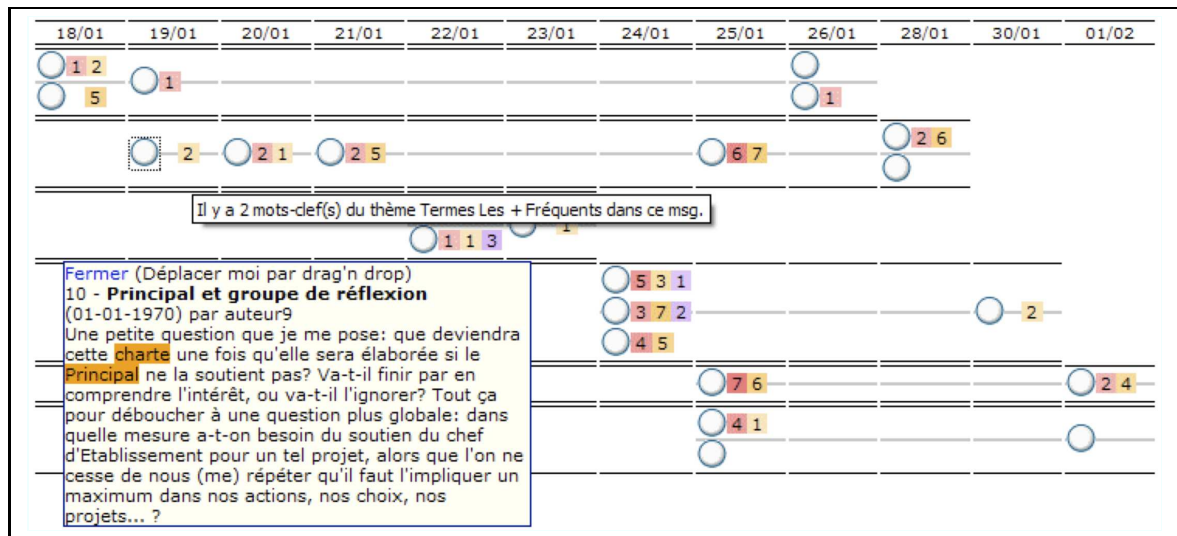 18/01 19/01 20/01 21/01 22/01 23/01 24/01 25/01 26/01 28/01 30/01 01/02
1 2
1
5
1
2 2 1 2 5 6 7 2 6
Il y a 2 mots-clef(s) du thème Termes Les + Fréquents dans ce msg.
1
1 1 3
Fermer (Déplacer moi par drag'n drop)
10 - Principal et groupe de réflexion
(01-01-1970) par auteur9
Une petite question que je me pose: que deviendra
cette charte une fois qu'elle sera élaborée si le
Principal ne la soutient pas? Va-t-il finir par en
comprendre l'intérêt, ou va-t-il l'ignorer? Tout ça
pour déboucher à une question plus globale: dans
quelle mesure a-t-on besoin du soutien du chef
d'Etablissement pour un tel projet, alors que l'on ne
cesse de nous (me) répéter qu'il faut l'impliquer un
maximum dans nos actions, nos choix, nos
projets... ?
5 3 1
3 7 2 2
4 5
7 6 2 4
4 1